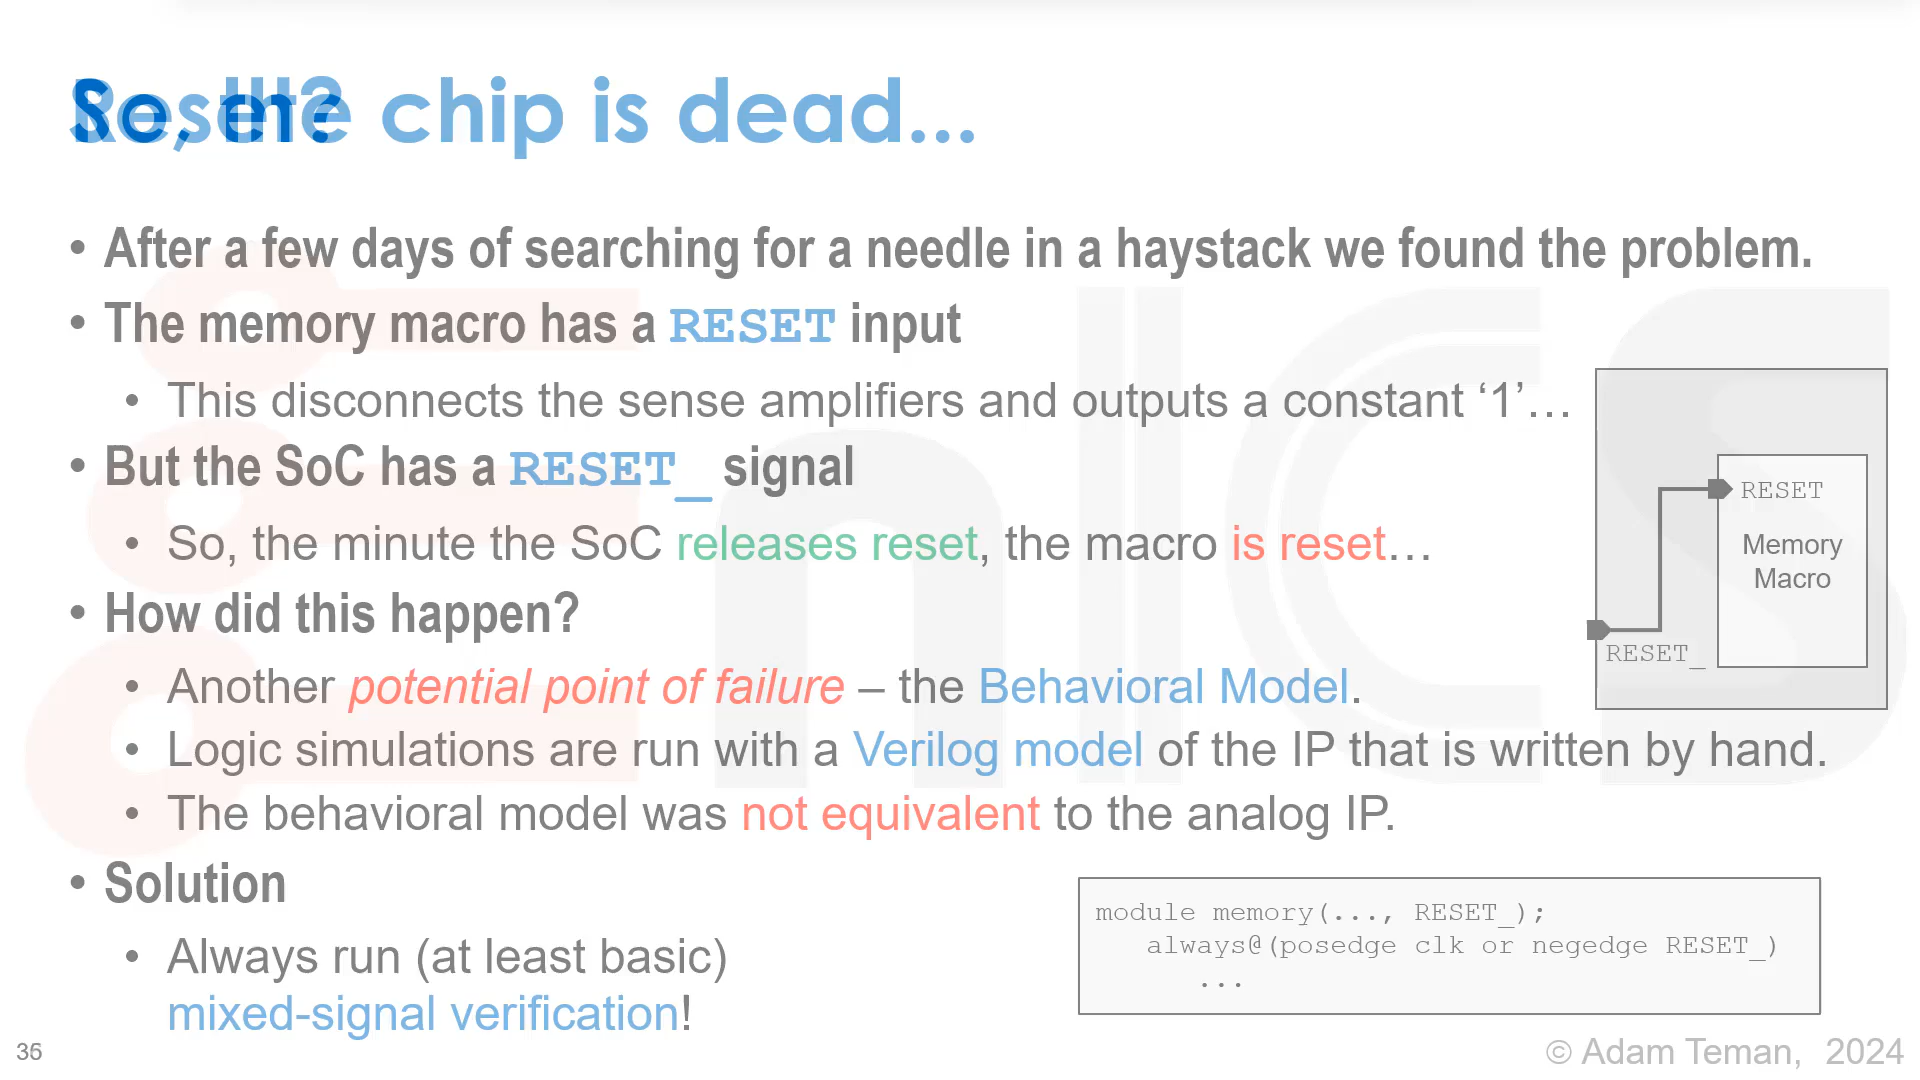 So, the chip is dead...
Reset?
• After a few days of searching for a needle in a haystack we found the problem.
• The memory macro has a RESET input
• This disconnects the sense amplifiers and outputs a constant ‘1’…
• But the SoC has a RESET_ signal
• So, the minute the SoC releases reset, the macro is reset…
• How did this happen?
• Another potential point of failure – the Behavioral Model.
• Logic simulations are run with a Verilog model of the IP that is written by hand.
• The behavioral model was not equivalent to the analog IP.
• Solution
• Always run (at least basic)
mixed-signal verification!
RESET
Memory
Macro
RESET_
module memory(..., RESET_);
always@(posedge clk or negedge RESET_)
...
© Adam Teman, 2024